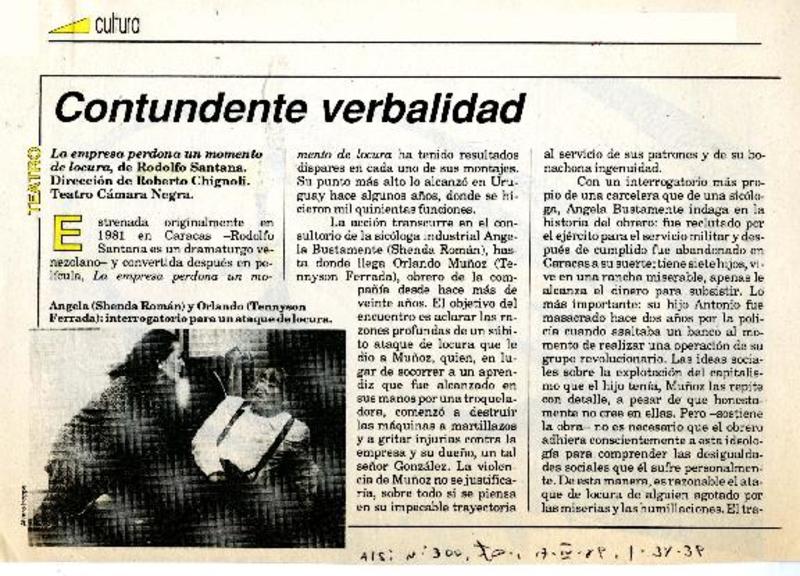 cultura
Contundente verbalidad
TEATRO
La empresa perdona un momento
de locura, de Rodolfo Santana.
Dirección de Roberto Chignoli.
Teatro Cámara Negra.
Estrenada originalmente en
1981 en Caracas –Rodolfo
Santana es un dramaturgo ve-
nezolano– y convertida después en pe-
lícula, La empresa perdona un mo-
Angela (Shenda Román) y Orlando (Tennyson
Ferrada): interrogatorio para un ataque de locura.
mento de locura ha tenido resultados
dispares en cada uno de sus montajes.
Su punto más alto lo alcanzó en Uru-
guay hace algunos años, donde se hi-
cieron mil quinientas funciones.
La acción transcurre en el con-
sultorio de la sicóloga industrial Ange-
la Bustamente (Shenda Román), has-
ta donde llega Orlando Muñoz (Te-
nnyson Ferrada), obrero de la com-
pañía desde hace más de
veinte años. El objetivo del
encuentro es aclarar las ra-
zones profundas de un súbi-
to ataque de locura que le
dio a Muñoz, quien, en lu-
gar de socorrer a un apren-
diz que fue alcanzado en
sus manos por una troquela-
dora, comenzó a destruir
las máquinas a martillazos
y a gritar injurias contra la
empresa y su dueño, un tal
señor González. La violen-
cia de Muñoz no se justifica-
ría, sobre todo si se piensa
en su impecable trayectoria
al servicio de sus patrones y de su bo-
nachona ingenuidad.
Con un interrogatorio más pro-
pio de una carcelera que de una sicólo-
ga, Angela Bustamente indaga en la
historia del obrero: fue reclutado por
el ejército para el servicio militar y des-
pués de cumplido fue abandonado en
Caracas a su suerte; tiene siete hijos, vi-
ve en una rancha miserable, apenas le
alcanza el dinero para subsistir. Lo
más importante: su hijo Antonio fue
masacrado hace dos años por la poli-
cía cuando asaltaba un banco al mo-
mento de realizar una operación de su
grupo revolucionario. Las ideas socia-
les sobre la explotación del capitalis-
mo que el hijo tenía, Muñoz las repite
con detalle, a pesar de que honesta-
mente no cree en ellas. Pero –sostiene
la obra– no es necesario que el obrero
adhiera conscientemente a esta ideolo-
gía para comprender las desigualda-
des sociales que él sufre personalmen-
te. De esta manera, es razonable el ata-
que de locura de alguien agotado por
las miserias y las humillaciones. El tra-
N° 300,